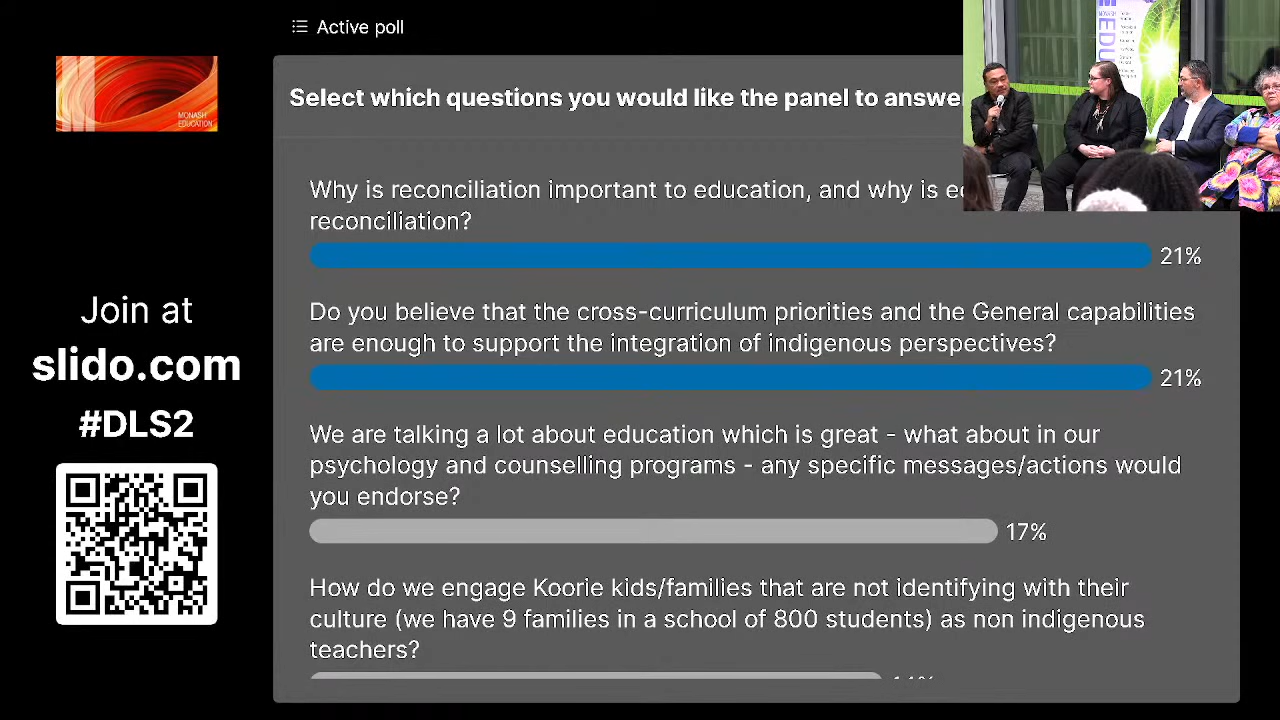 Active poll
MONASH
EDUCATION
Select which questions you would like the panel to answe
Why is reconciliation important to education, and why is
reconciliation?
21%
Do you believe that the cross-curriculum priorities and the General capabilities
are enough to support the integration of indigenous perspectives?
21%
We are talking a lot about education which is great - what about in our
psychology and counselling programs - any specific messages/actions would
you endorse?
17%
How do we engage Koorie kids/families that are not identifying with their
culture (we have 9 families in a school of 800 students) as non indigenous
teachers?
Join at
slido.com
#DLS2
MONASH
EDU